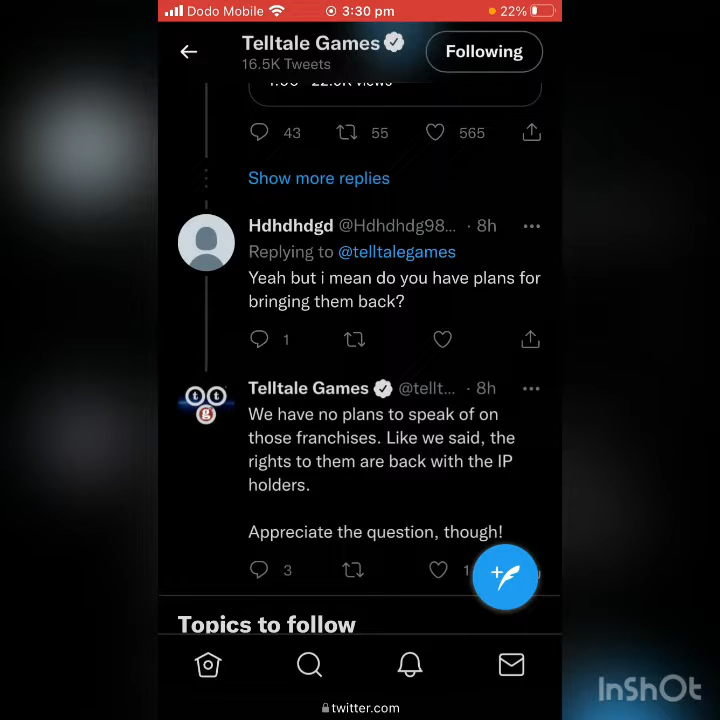 Dodo Mobile 3:30 pm 22%
Telltale Games
16.5K Tweets
Following
43 55 565
Show more replies
Hdhdhdgd @Hdhdhdg98... · 8h
Replying to @telltalegames
Yeah but i mean do you have plans for
bringing them back?
1
Telltale Games @tellt... · 8h
ttg
We have no plans to speak of on
those franchises. Like we said, the
rights to them are back with the IP
holders.
Appreciate the question, though!
3 1
Topics to follow
twitter.com
InShOt